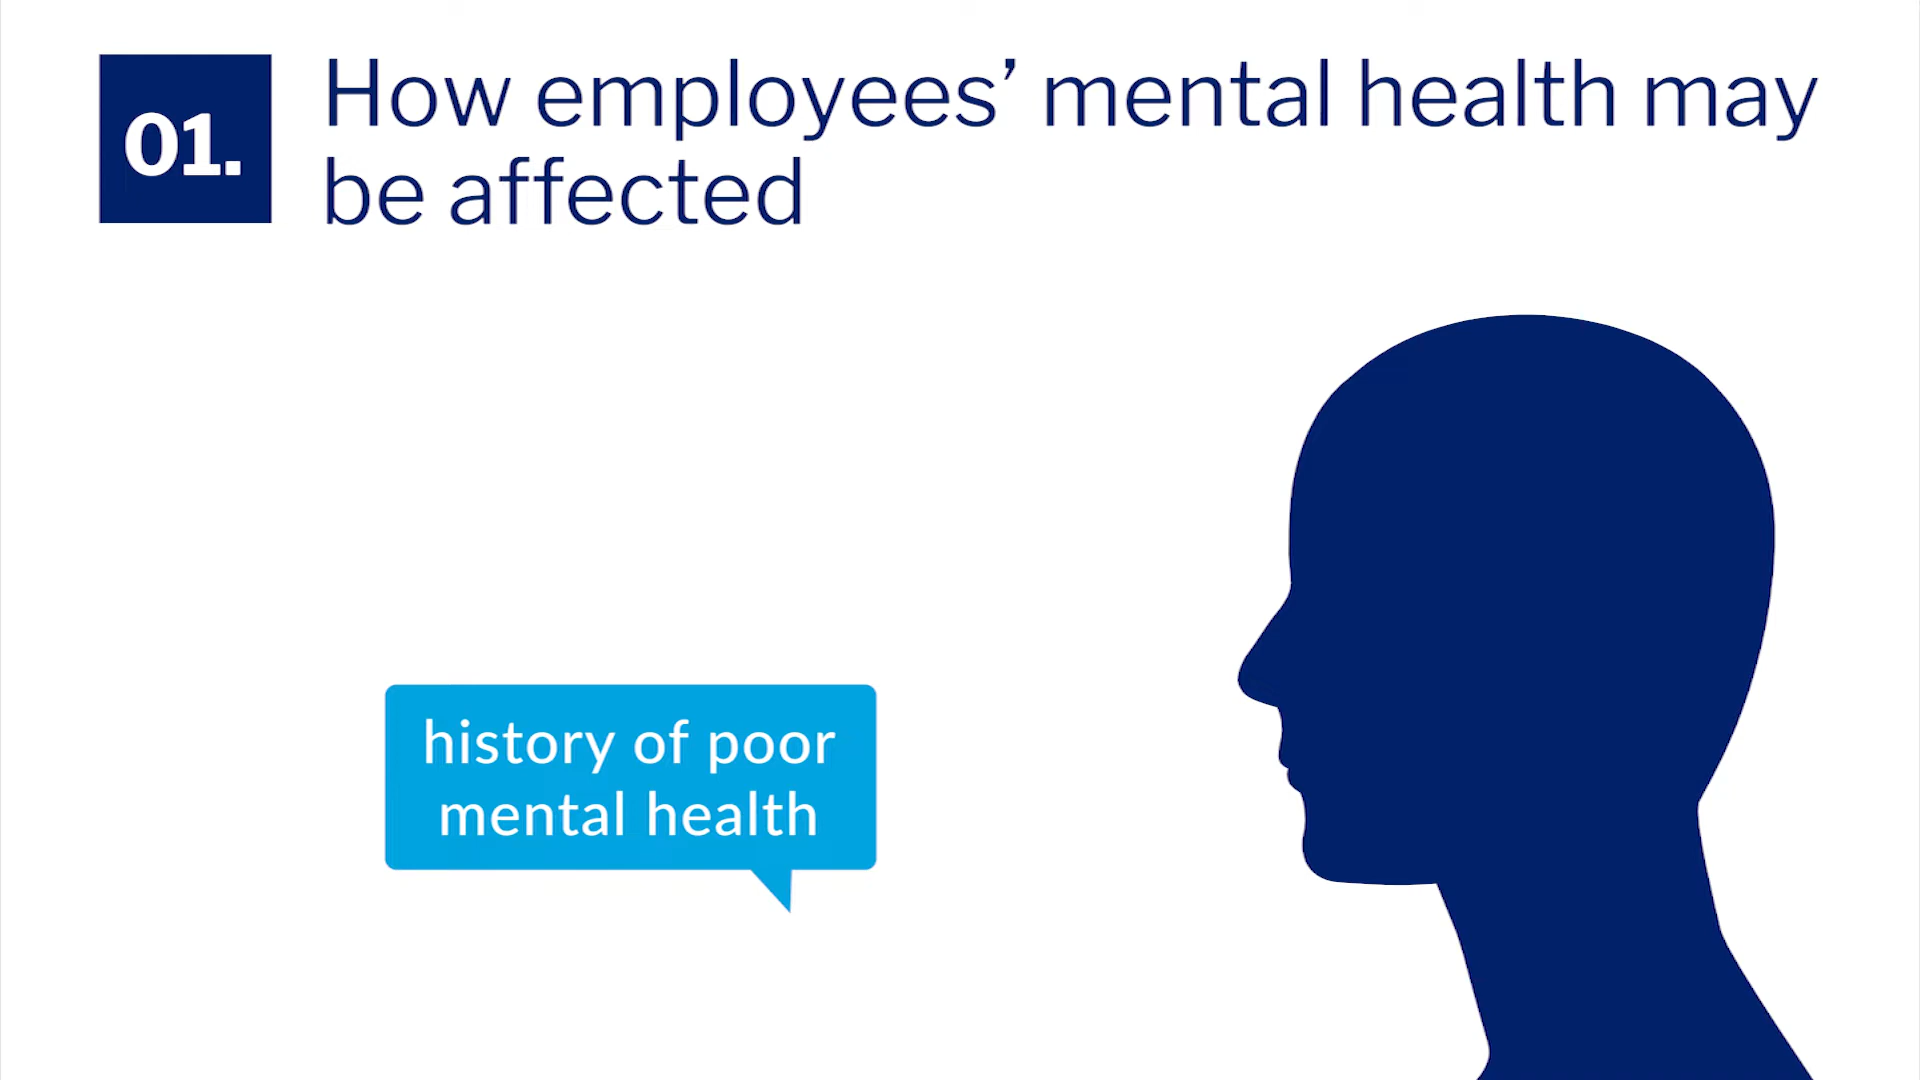 01.
How employees’ mental health may
be affected
history of poor
mental health